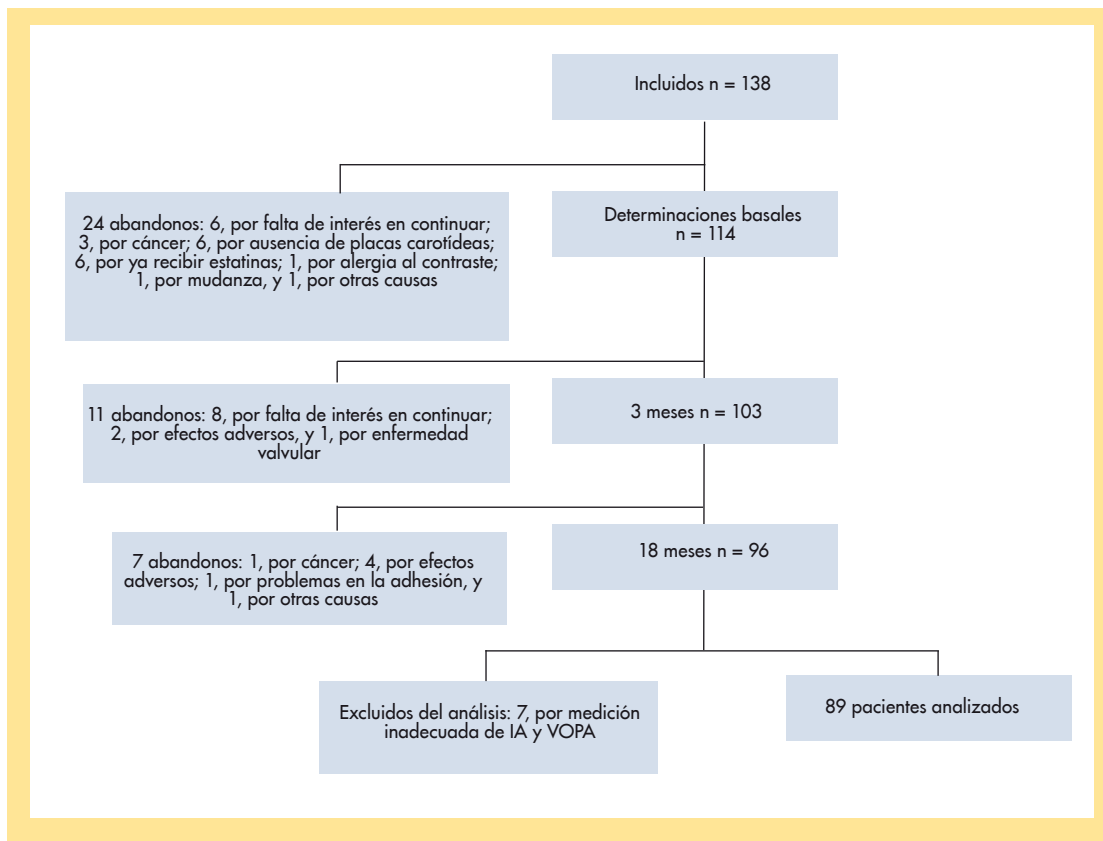 Incluidos n = 138
24 abandonos: 6, por falta de interés en continuar;
3, por cáncer; 6, por ausencia de placas carotídeas;
6, por ya recibir estatinas; 1, por alergia al contraste;
1, por mudanza, y 1, por otras causas
Determinaciones basales
n = 114
11 abandonos: 8, por falta de interés en continuar;
2, por efectos adversos, y 1, por enfermedad
valvular
3 meses n = 103
7 abandonos: 1, por cáncer; 4, por efectos
adversos; 1, por problemas en la adhesión, y
1, por otras causas
18 meses n = 96
Excluidos del análisis: 7, por medición
inadecuada de IA y VOPA
89 pacientes analizados